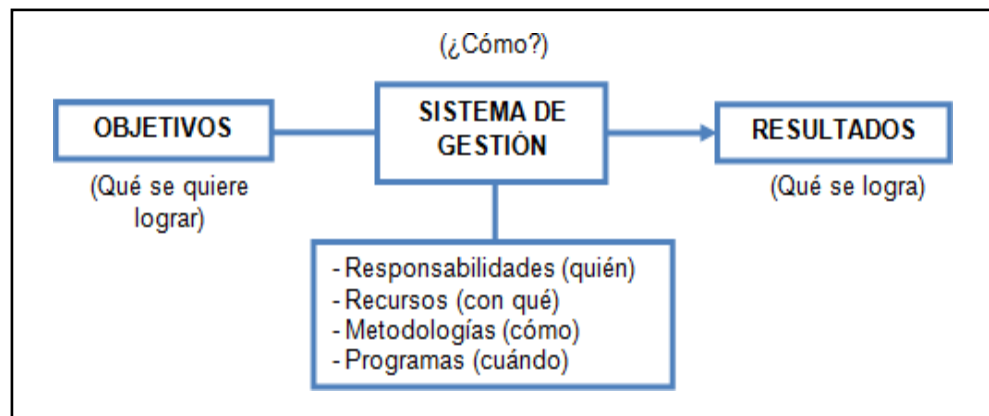 (¿Cómo?)
OBJETIVOS
SISTEMA DE
GESTIÓN
RESULTADOS
(Qué se quiere
lograr)
(Qué se logra)
- Responsabilidades (quién)
- Recursos (con qué)
- Metodologías (cómo)
- Programas (cuándo)